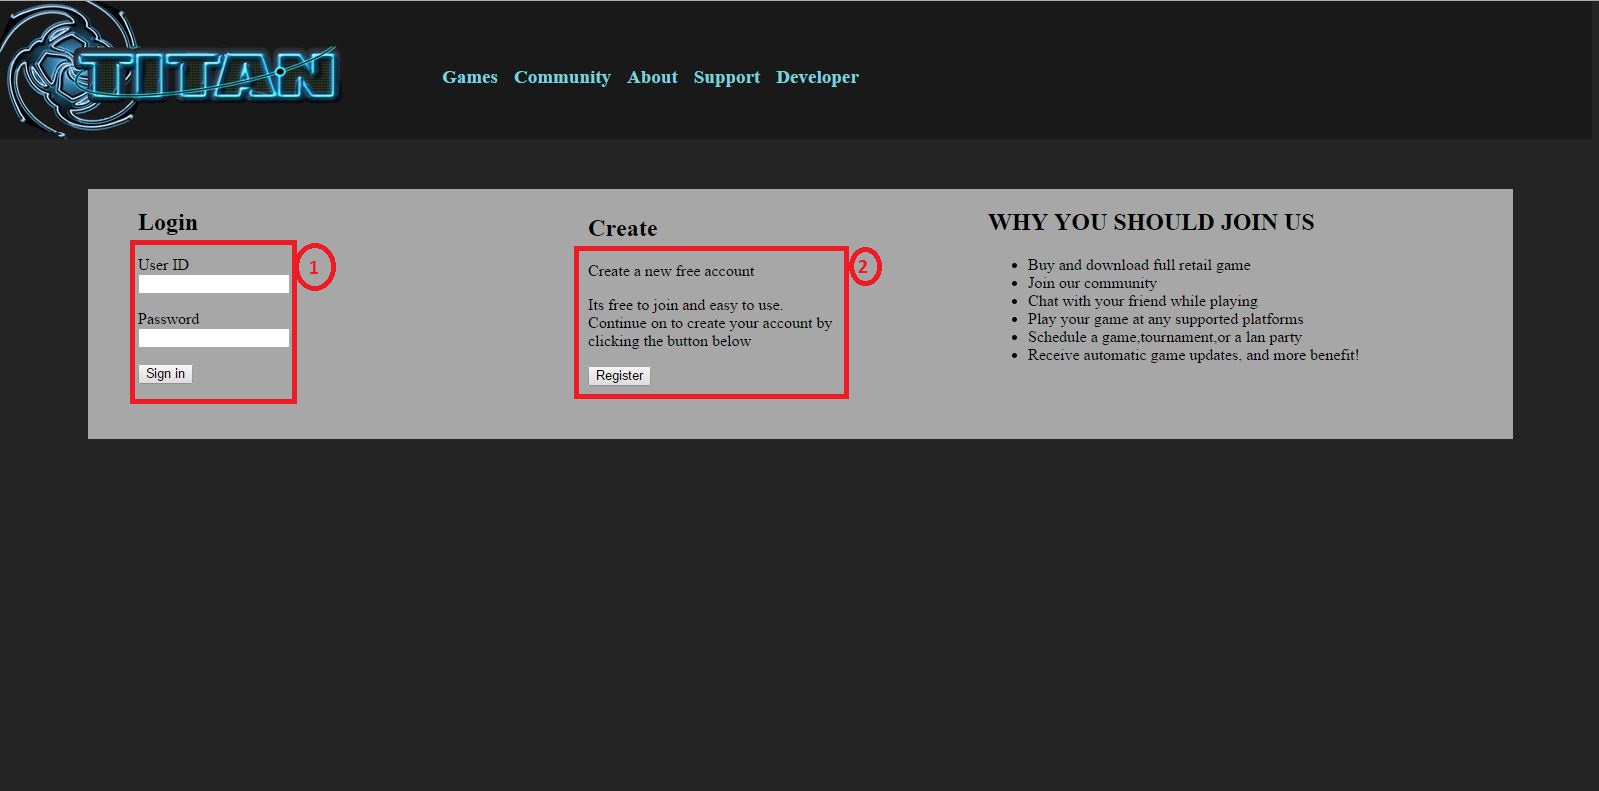 TITAN
Games Community About Support Developer
Login
User ID
Password
Sign in
1
Create
Create a new free account
Its free to join and easy to use.
Continue on to create your account by
clicking the button below
Register
2
WHY YOU SHOULD JOIN US
• Buy and download full retail game
• Join our community
• Chat with your friend while playing
• Play your game at any supported platforms
• Schedule a game,tournament,or a lan party
• Receive automatic game updates, and more benefit!